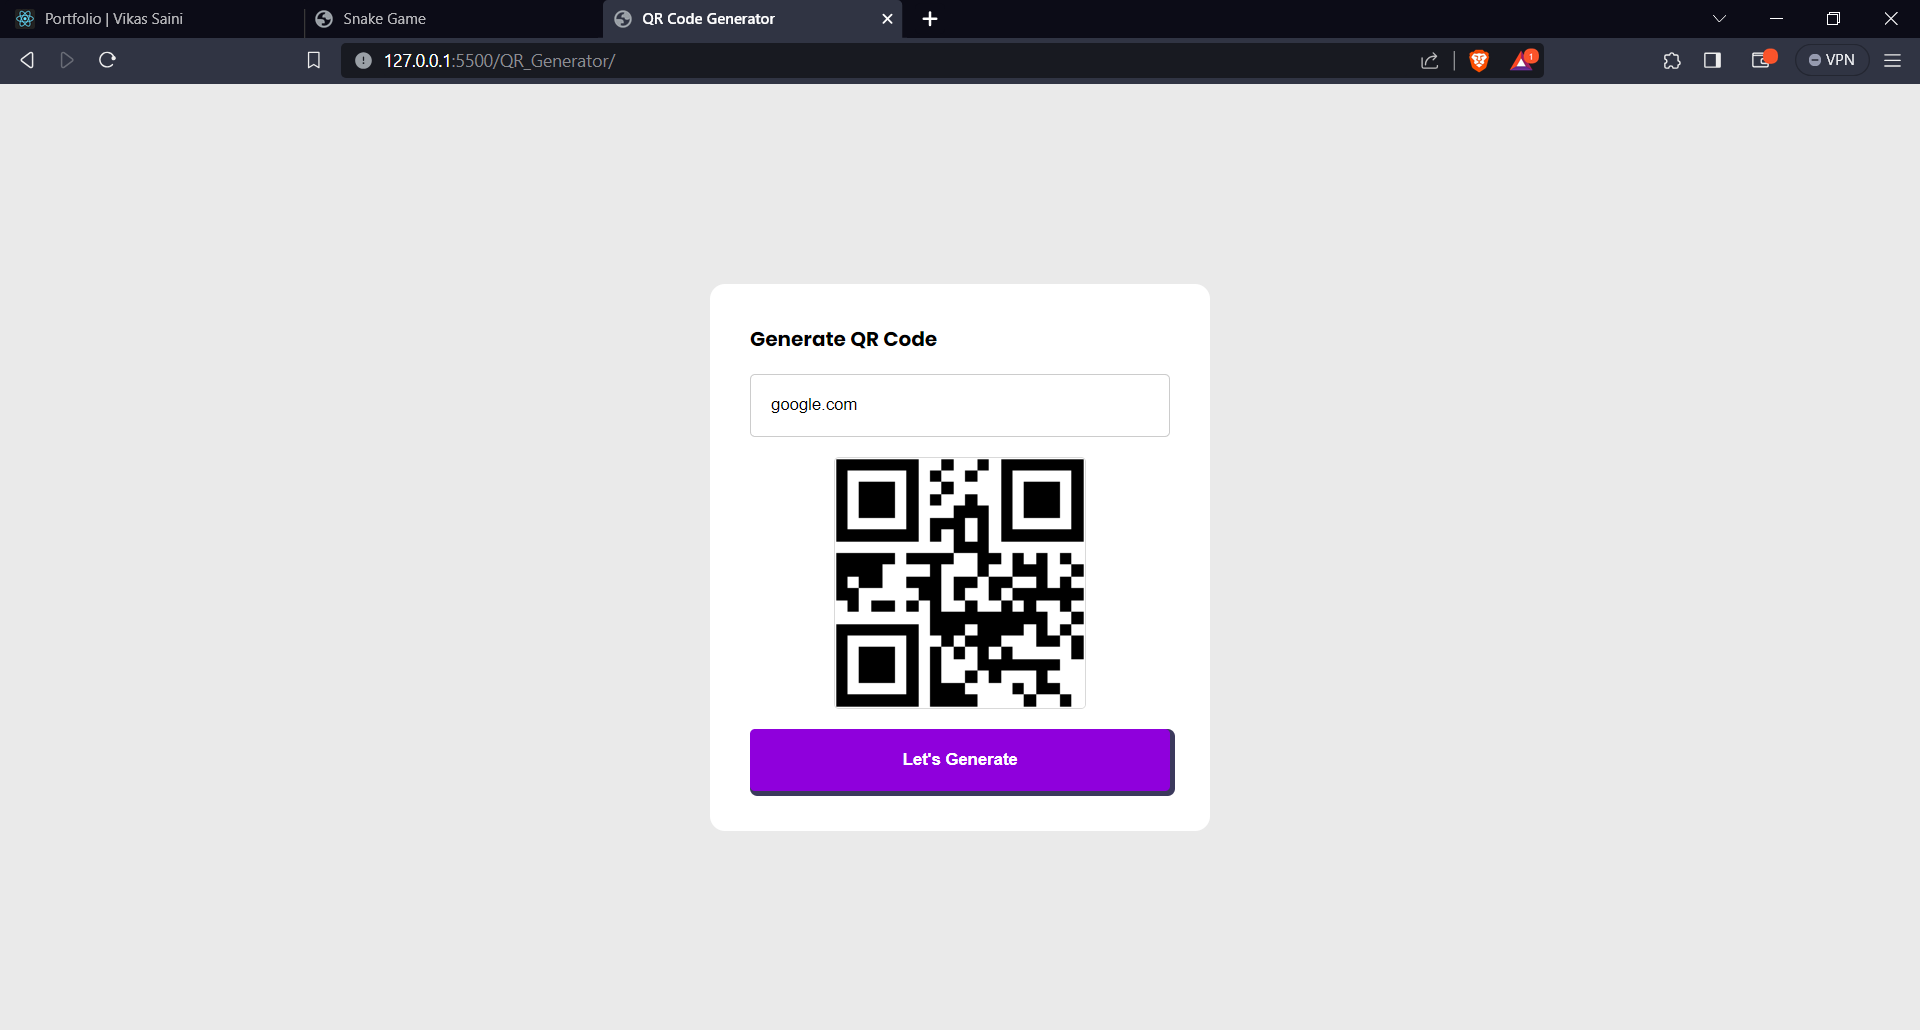 Portfolio | Vikas Saini
Snake Game
QR Code Generator
127.0.0.1:5500/QR_Generator/
1
VPN
Generate QR Code
google.com
Let's Generate